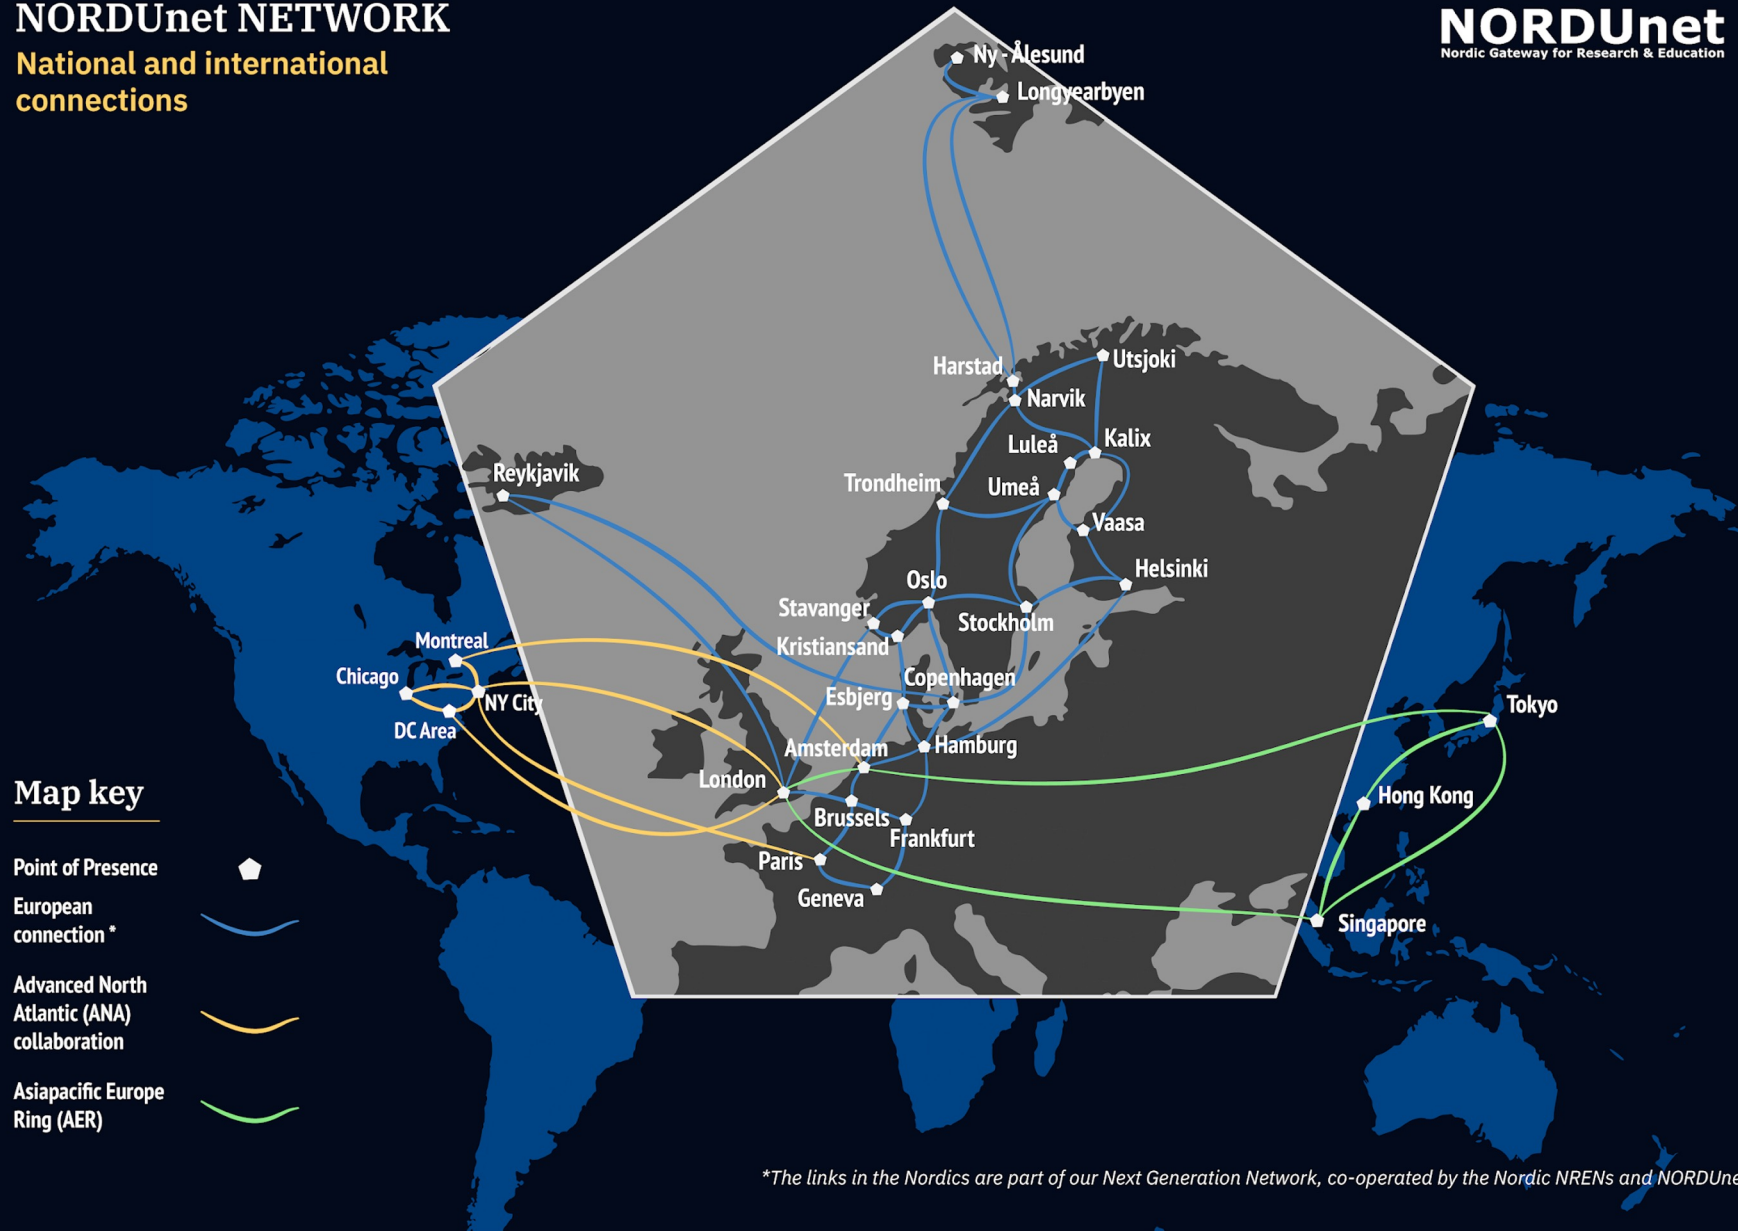 NORDUnet NETWORK
National and international
connections
NORDUnet
Nordic Gateway for Research & Education
Ny - Ålesund
Longyearbyen
Harstad
Utsjoki
Narvik
Luleå
Kalix
Reykjavik
Trondheim
Umeå
Vaasa
Oslo
Helsinki
Stavanger
Stockholm
Kristiansand
Montreal
Chicago
NY City
DC Area
Copenhagen
Esbjerg
Tokyo
Amsterdam
Hamburg
London
Hong Kong
Brussels
Frankfurt
Paris
Geneva
Singapore
Map key
Point of Presence
European
connection *
Advanced North
Atlantic (ANA)
collaboration
Asiapacific Europe
Ring (AER)
*The links in the Nordics are part of our Next Generation Network, co-operated by the Nordic NRENs and NORDUne